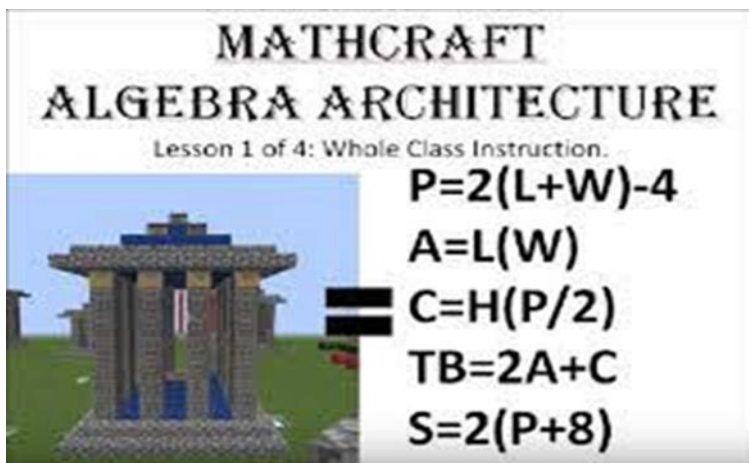 MATHCRAFT
ALGEBRA ARCHITECTURE
Lesson 1 of 4: Whole Class Instruction.
P=2(L+W)-4
A=L(W)
=
C=H(P/2)
TB=2A+C
S=2(P+8)